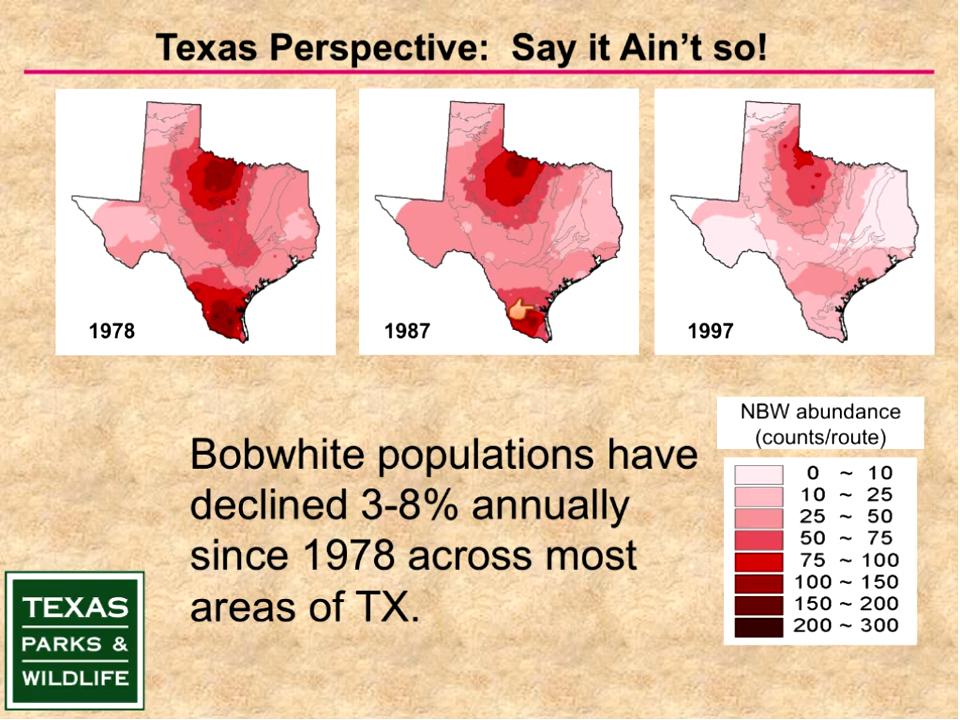 Texas Perspective:  Say it Ain’t so!
1978
1987
1997
NBW abundance
(counts/route)
0 ~ 10
10 ~ 25
25 ~ 50
50 ~ 75
75 ~ 100
100 ~ 150
150 ~ 200
200 ~ 300
Bobwhite populations have
declined 3-8% annually
since 1978 across most
areas of TX.
TEXAS
PARKS &
WILDLIFE